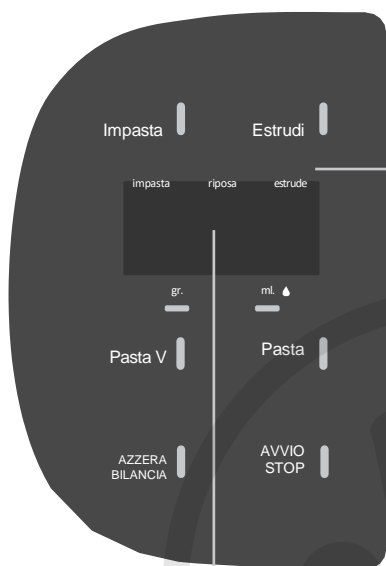 Impasta Estrudi
impasta riposa estrude
gr. ml.
Pasta V Pasta
AZZERA
BILANCIA
AVVIO
STOP